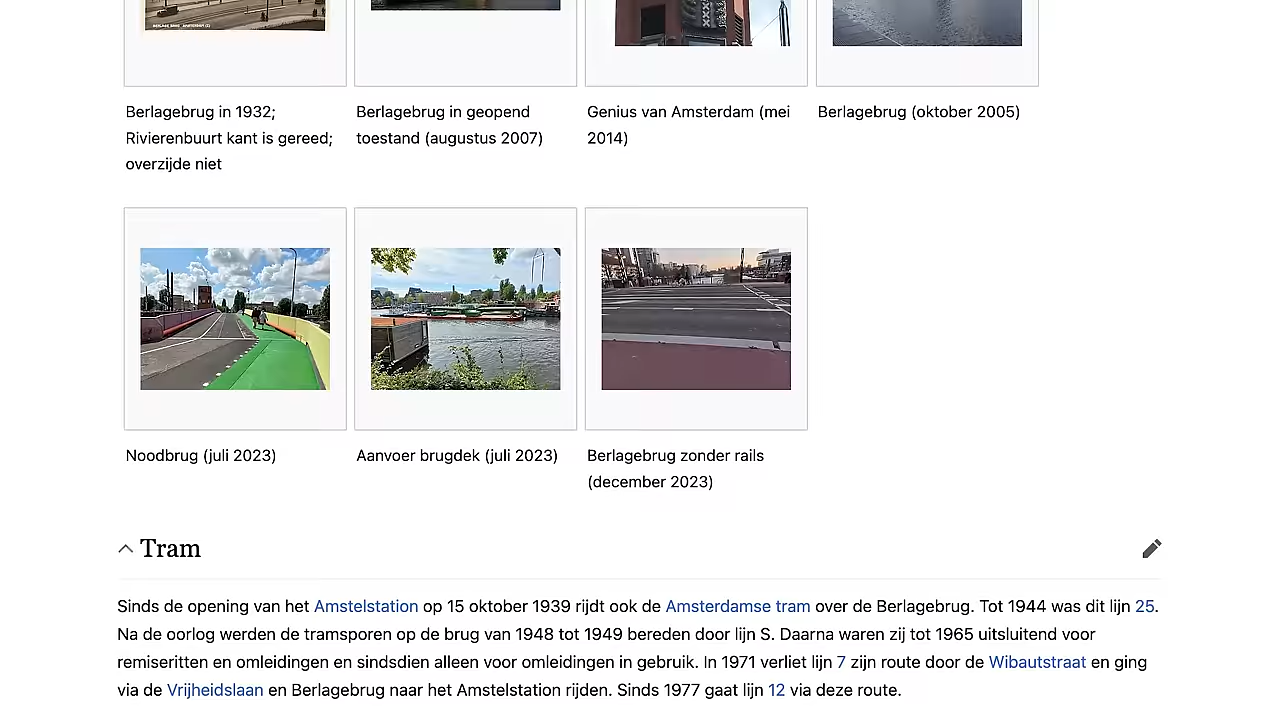 BERLAGE BRUG AMSTERDAM (Z)
Berlagebrug in 1932;
Rivierenbuurt kant is gereed;
overzijde niet
Berlagebrug in geopend
toestand (augustus 2007)
Genius van Amsterdam (mei
2014)
Berlagebrug (oktober 2005)
Noodbrug (juli 2023)
Aanvoer brugdek (juli 2023)
Berlagebrug zonder rails
(december 2023)
Tram
Sinds de opening van het Amstelstation op 15 oktober 1939 rijdt ook de Amsterdamse tram over de Berlagebrug. Tot 1944 was dit lijn 25.
Na de oorlog werden de tramsporen op de brug van 1948 tot 1949 bereden door lijn S. Daarna waren zij tot 1965 uitsluitend voor
remiseritten en omleidingen en sindsdien alleen voor omleidingen in gebruik. In 1971 verliet lijn 7 zijn route door de Wibautstraat en ging
via de Vrijheidslaan en Berlagebrug naar het Amstelstation rijden. Sinds 1977 gaat lijn 12 via deze route.